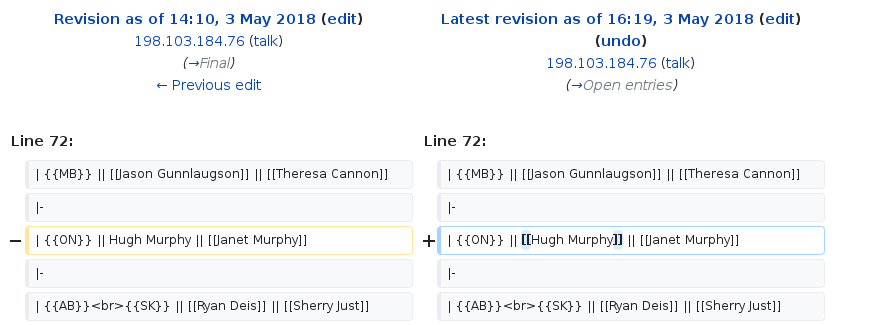 Revision as of 14:10, 3 May 2018 (edit)
198.103.184.76 (talk)
(→Final)
← Previous edit
Latest revision as of 16:19, 3 May 2018 (edit)
(undo)
198.103.184.76 (talk)
(→Open entries)
Line 72:
Line 72:
| {{MB}} || [[Jason Gunnlaugson]] || [[Theresa Cannon]]
| {{MB}} || [[Jason Gunnlaugson]] || [[Theresa Cannon]]
|-
|-
− | {{ON}} || Hugh Murphy || [[Janet Murphy]]
+ | {{ON}} || [[Hugh Murphy]] || [[Janet Murphy]]
|-
|-
| {{AB}}<br>{{SK}} || [[Ryan Deis]] || [[Sherry Just]]
| {{AB}}<br>{{SK}} || [[Ryan Deis]] || [[Sherry Just]]